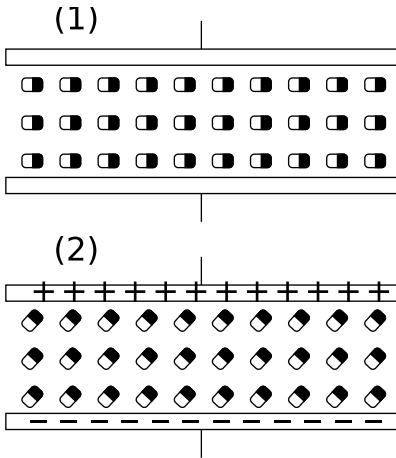 (1)
(2)
+ + + + + + + + + + + +
− − − − − − − − − − − −